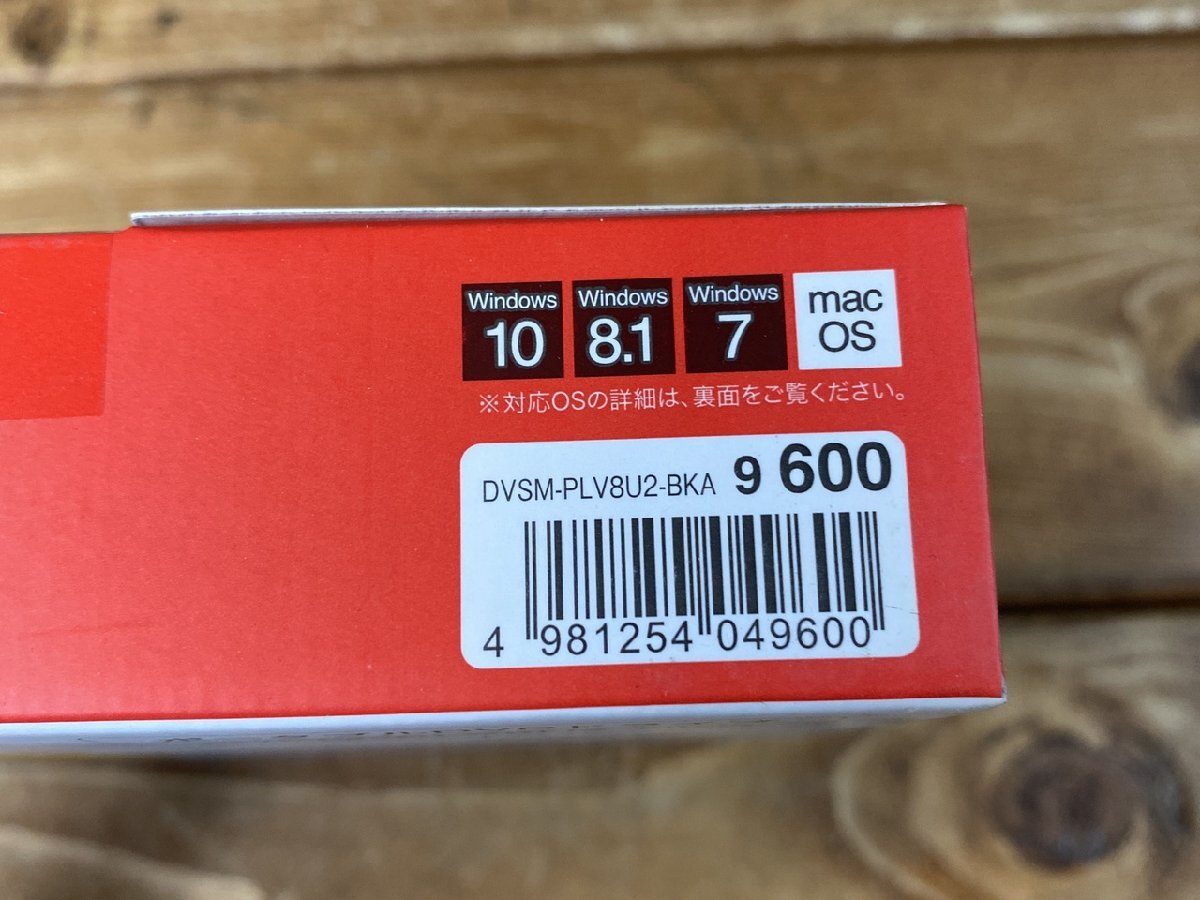 Windows 10 Windows 8.1 Windows 7 mac OS
※対応OSの詳細は、裏面をご覧ください。
DVSM-PLV8U2-BKA 9 600
4 981254 049600